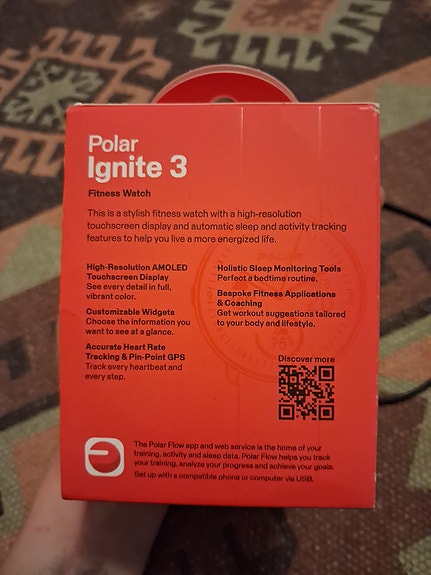 Polar
Ignite 3
Fitness Watch
This is a stylish fitness watch with a high-resolution
touchscreen display and automatic sleep and activity tracking
features to help you live a more energized life.
High-Resolution AMOLED
Touchscreen Display
See every detail in full,
vibrant color.
Customizable Widgets
Choose the information you
want to see at a glance.
Accurate Heart Rate
Tracking & Pin-Point GPS
Track every heartbeat and
every step.
Holistic Sleep Monitoring Tools
Perfect a bedtime routine.
Bespoke Fitness Applications
& Coaching
Get workout suggestions tailored
to your body and lifestyle.
Discover more
The Polar Flow app and web service is the home of your
training, activity and sleep data. Polar Flow helps you track
your training, analyze your progress and achieve your goals.
Set up with a compatible phone or computer via USB.